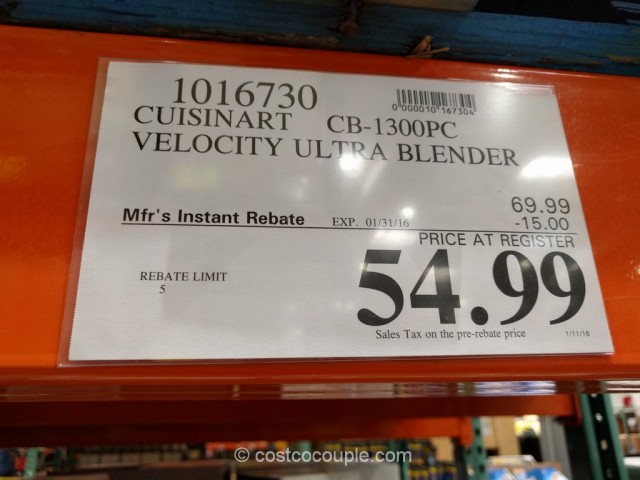 1016730
0"000010"167304"
CUISINART CB-1300PC
VELOCITY ULTRA BLENDER
69.99
Mfr's Instant Rebate EXP. 01/31/16 -15.00
PRICE AT REGISTER
REBATE LIMIT
5
54.99
Sales Tax on the pre-rebate price 1/11/16
© costcocouple.com